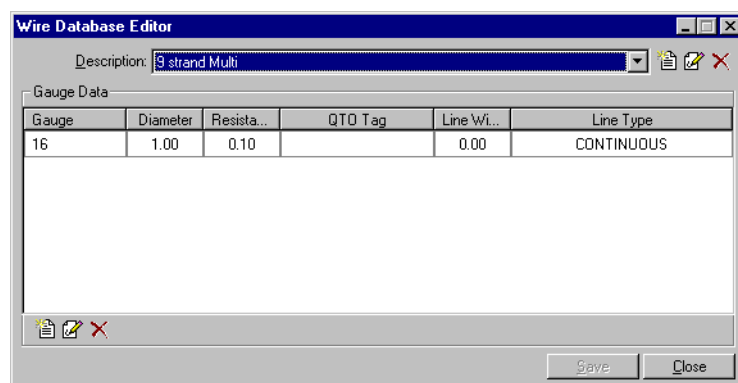 Wire Database Editor
Description: 9 strand Multi
Gauge Data
Gauge Diameter Resista... QTO Tag Line Wi... Line Type
16 1.00 0.10 0.00 CONTINUOUS
Save Close